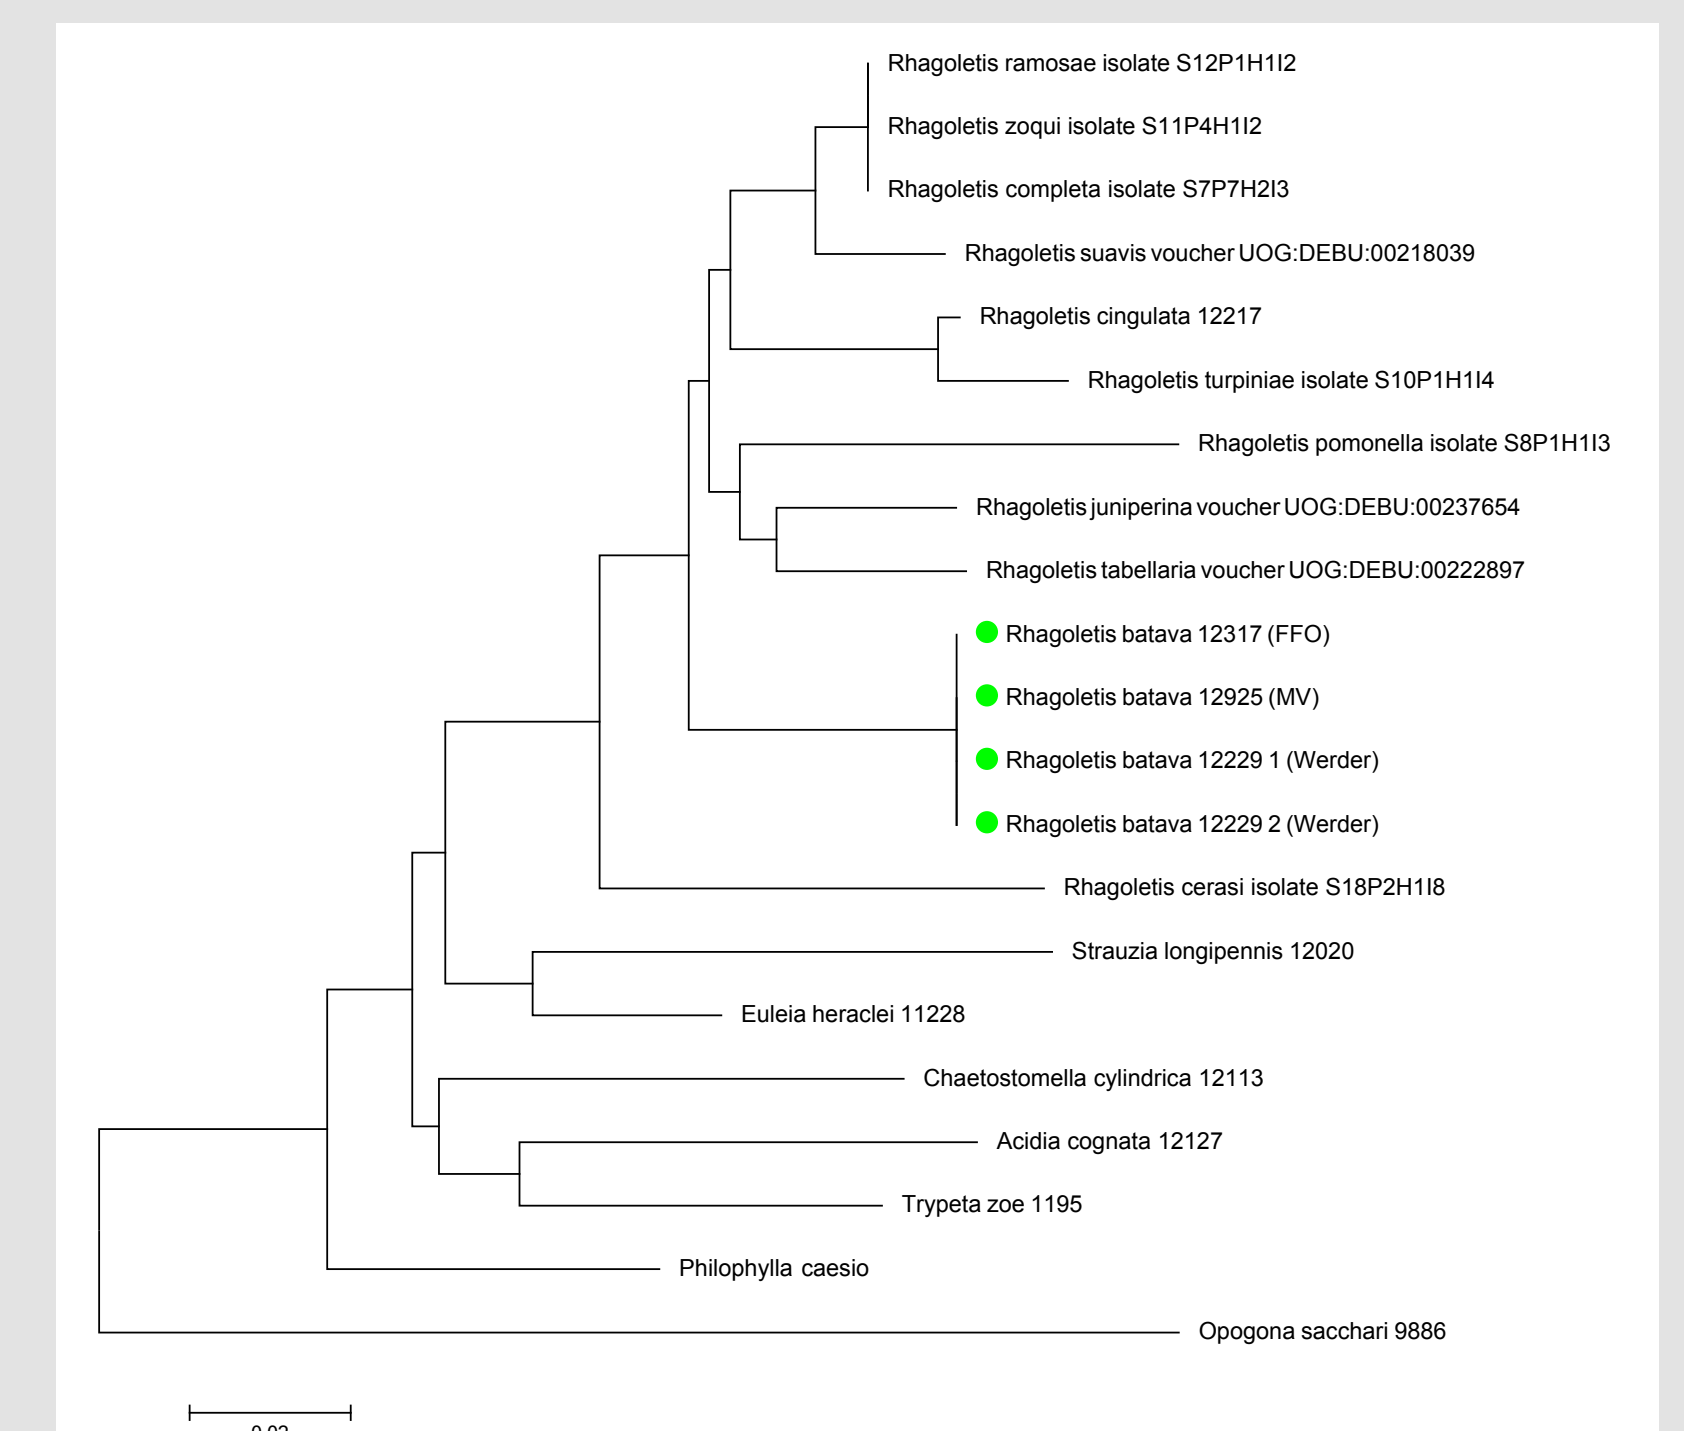 Rhagoletis ramosae isolate S12P1H1I2
Rhagoletis zoqui isolate S11P4H1I2
Rhagoletis completa isolate S7P7H2I3
Rhagoletis suavis voucher UOG:DEBU:00218039
Rhagoletis cingulata 12217
Rhagoletis turpiniae isolate S10P1H1I4
Rhagoletis pomonella isolate S8P1H1I3
Rhagoletis juniperina voucher UOG:DEBU:00237654
Rhagoletis tabellaria voucher UOG:DEBU:00222897
Rhagoletis batava 12317 (FFO)
Rhagoletis batava 12925 (MV)
Rhagoletis batava 12229 1 (Werder)
Rhagoletis batava 12229 2 (Werder)
Rhagoletis cerasi isolate S18P2H1I8
Strauzia longipennis 12020
Euleia heraclei 11228
Chaetostomella cylindrica 12113
Acidia cognata 12127
Trypeta zoe 1195
Philophylla caesio
Opogona sacchari 9886